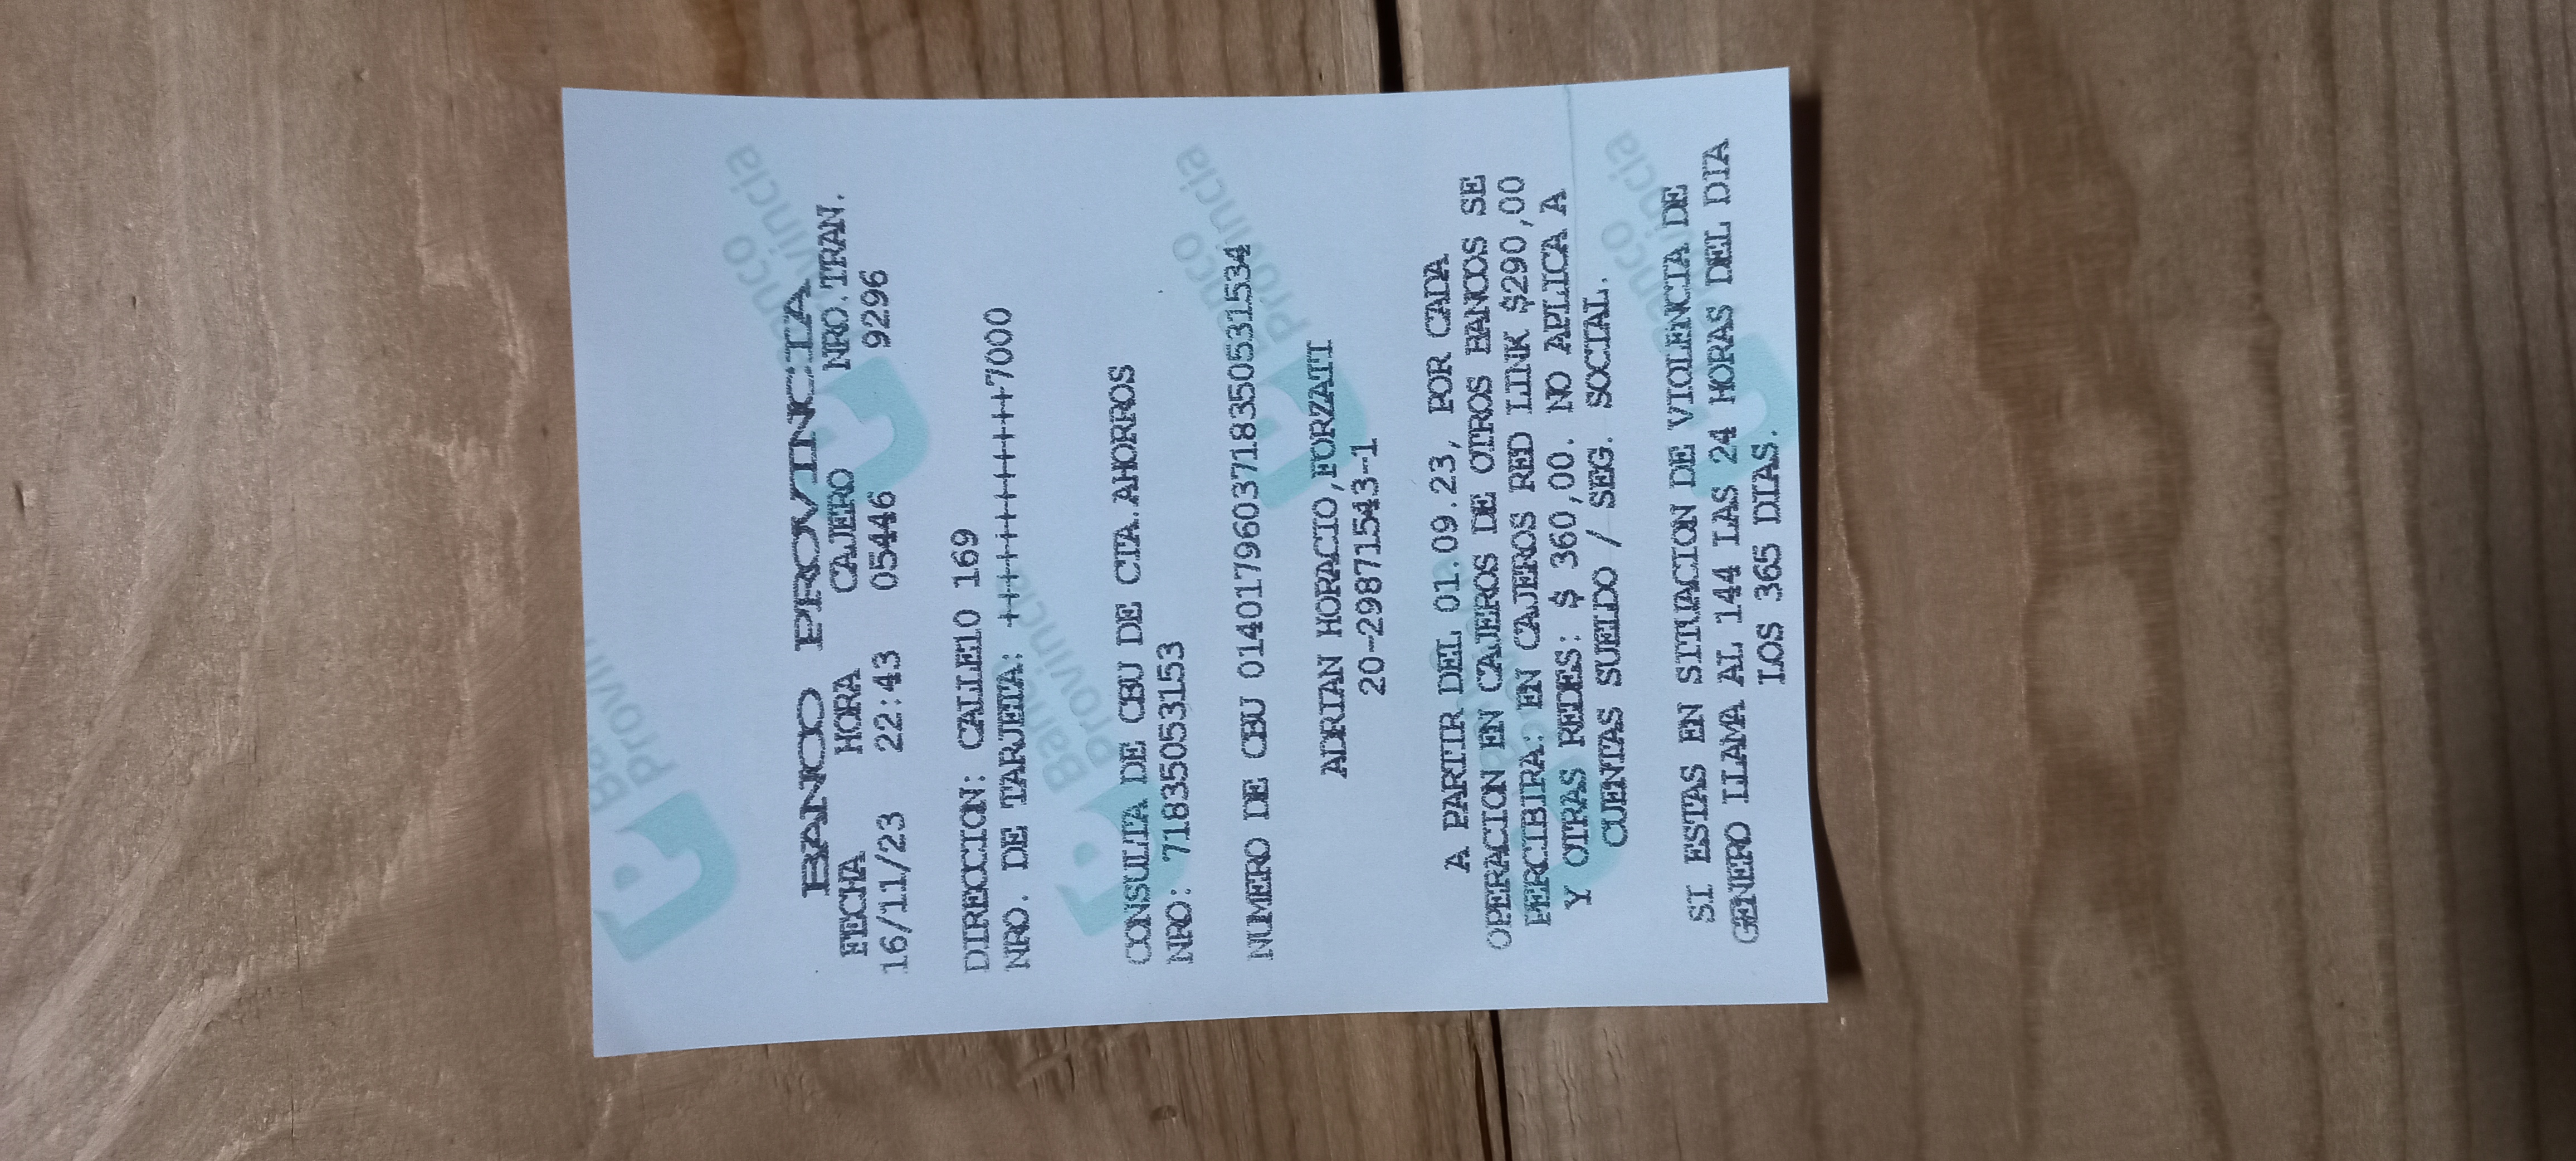 Banco
Provincia
BANCO PROVINCIA
FECHA HORA CAJERO NRO.TRAN.
16/11/23 22:43 05446 9296
DIRECCION: CALLE10 169
NRO. DE TARJETA: ++++++++++++7000
CONSULTA DE CBU DE CTA.AHORROS
NRO: 71835053153
NUMERO DE CBU 0140179603718350531534
ADRIAN HORACIO,FORZATI
20-29871543-1
A PARTIR DEL 01.09.23, POR CADA
OPERACION EN CAJEROS DE OTROS BANCOS SE
PERCIBIRA: EN CAJEROS RED LINK $290,00
Y OTRAS REDES: $ 360,00. NO APLICA A
CUENTAS SUELDO / SEG. SOCIAL.
SI ESTAS EN SITUACION DE VIOLENCIA DE
GENERO LLAMA AL 144 LAS 24 HORAS DEL DIA
LOS 365 DIAS.